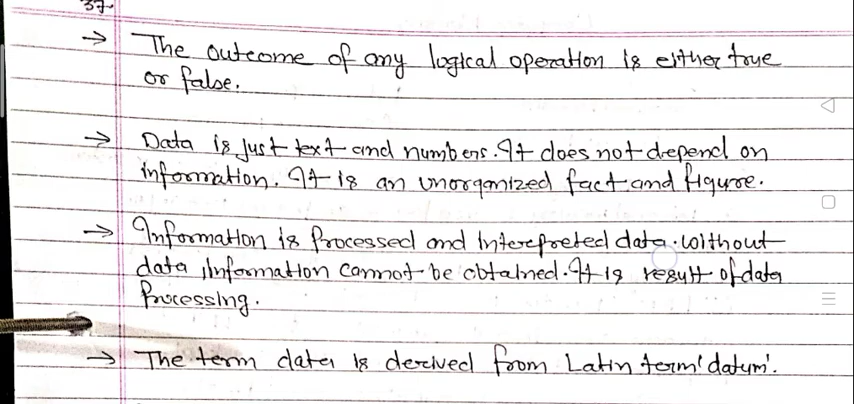 37.
→ The outcome of any logical operation is either true
or false.
→ Data is just text and numbers. It does not depend on
information. It is an unorganized fact and figure.
→ Information is Processed and interpreted data. without
data, information cannot be obtained. It is result of data
Processing.
→ The term data is derived from Latin term 'datum'.